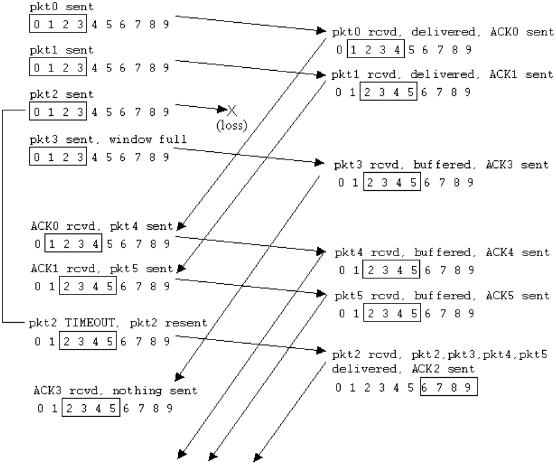 pkt0 sent
0 1 2 3 4 5 6 7 8 9
pkt1 sent
0 1 2 3 4 5 6 7 8 9
pkt2 sent
0 1 2 3 4 5 6 7 8 9
X
(loss)
pkt3 sent, window full
0 1 2 3 4 5 6 7 8 9
ACK0 rcvd, pkt4 sent
0 1 2 3 4 5 6 7 8 9
ACK1 rcvd, pkt5 sent
0 1 2 3 4 5 6 7 8 9
pkt2 TIMEOUT, pkt2 resent
0 1 2 3 4 5 6 7 8 9
ACK3 rcvd, nothing sent
0 1 2 3 4 5 6 7 8 9
pkt0 rcvd, delivered, ACK0 sent
0 1 2 3 4 5 6 7 8 9
pkt1 rcvd, delivered, ACK1 sent
0 1 2 3 4 5 6 7 8 9
pkt3 rcvd, buffered, ACK3 sent
0 1 2 3 4 5 6 7 8 9
pkt4 rcvd, buffered, ACK4 sent
0 1 2 3 4 5 6 7 8 9
pkt5 rcvd, buffered, ACK5 sent
0 1 2 3 4 5 6 7 8 9
pkt2 rcvd, pkt2,pkt3,pkt4,pkt5
delivered, ACK2 sent
0 1 2 3 4 5 6 7 8 9